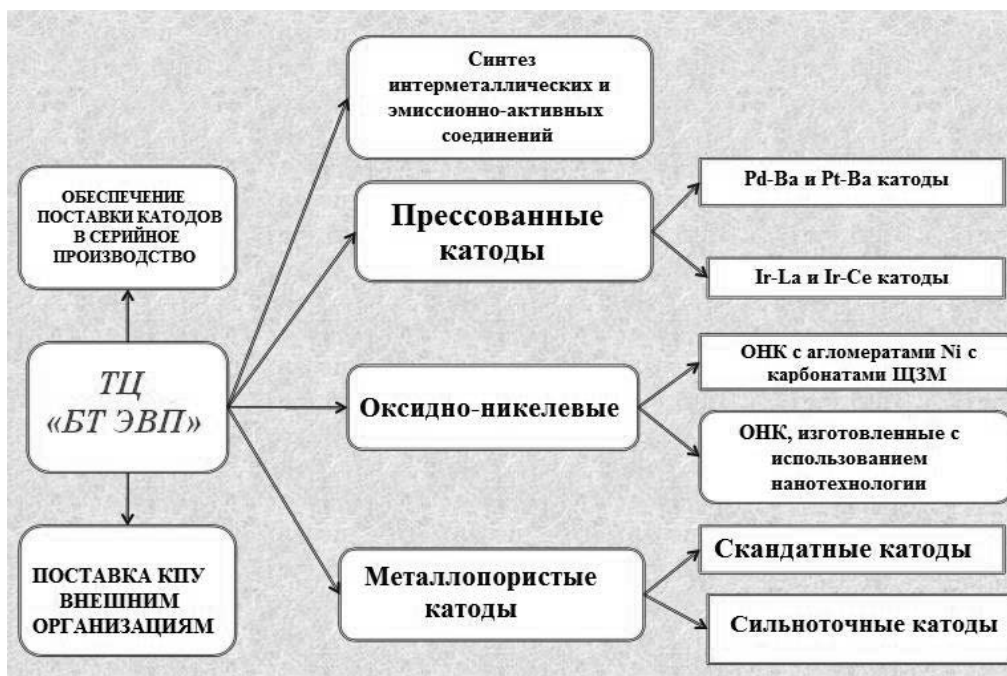 Синтез
интерметаллических и
эмиссионно-активных
соединений
ОБЕСПЕЧЕНИЕ
ПОСТАВКИ КАТОДОВ
В СЕРИЙНОЕ
ПРОИЗВОДСТВО
Прессованные
катоды
Pd-Ba и Pt-Ba катоды
Ir-La и Ir-Ce катоды
ТЦ
«БТ ЭВП»
Оксидно-никелевые
ОНК с агломератами Ni с
карбонатами ЩЗМ
ОНК, изготовленные с
использованием
нанотехнологии
ПОСТАВКА КПУ
ВНЕШНИМ
ОРГАНИЗАЦИЯМ
Металлопористые
катоды
Скандатные катоды
Сильноточные катоды